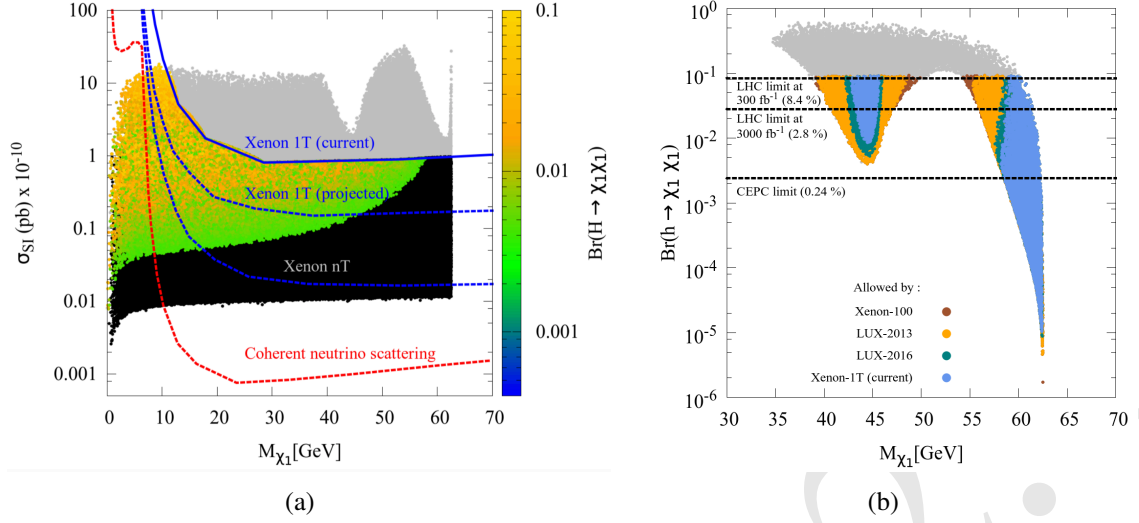 100
10
1
0.1
0.01
0.001
σSI (pb) x 10⁻¹⁰
Xenon 1T (current)
Xenon 1T (projected)
Xenon nT
Coherent neutrino scattering
0 10 20 30 40 50 60 70
Mχ₁[GeV]
0.1
0.01
0.001
Br(H → χ₁χ₁)
(a)
10⁰
10⁻¹
10⁻²
10⁻³
10⁻⁴
10⁻⁵
10⁻⁶
Br(h → χ₁ χ₁)
LHC limit at
300 fb⁻¹ (8.4 %)
LHC limit at
3000 fb⁻¹ (2.8 %)
CEPC limit (0.24 %)
Allowed by :
Xenon-100
LUX-2013
LUX-2016
Xenon-1T (current)
30 35 40 45 50 55 60 65 70
Mχ₁[GeV]
(b)